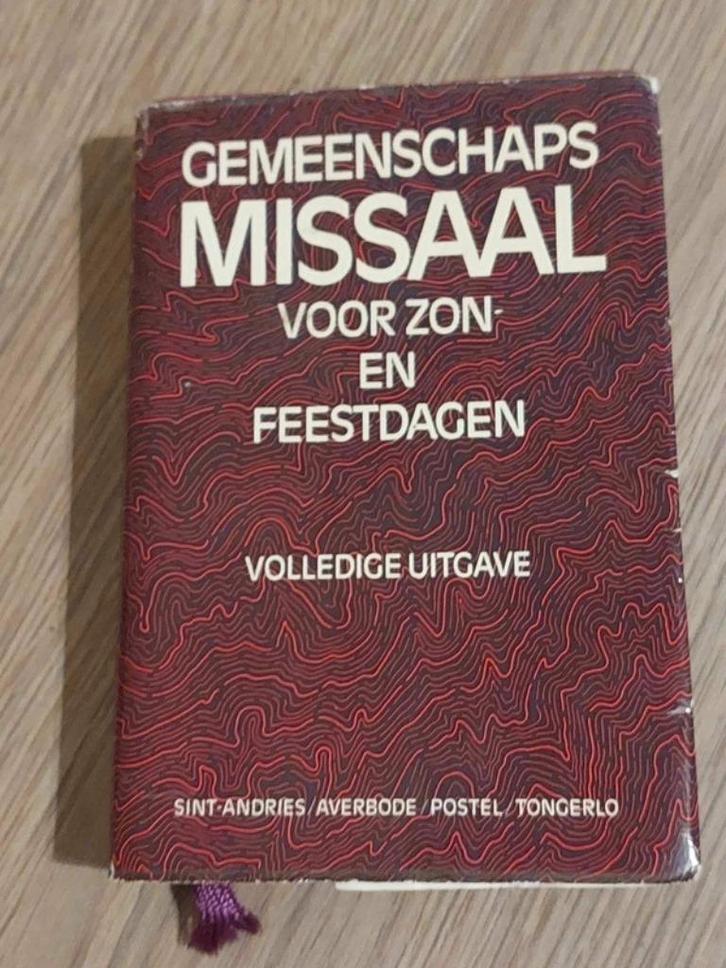 GEMEENSCHAPS
MISSAAL
VOOR ZON-
EN
FEESTDAGEN
VOLLEDIGE UITGAVE
SINT-ANDRIES/AVERBODE/POSTEL/TONGERLO